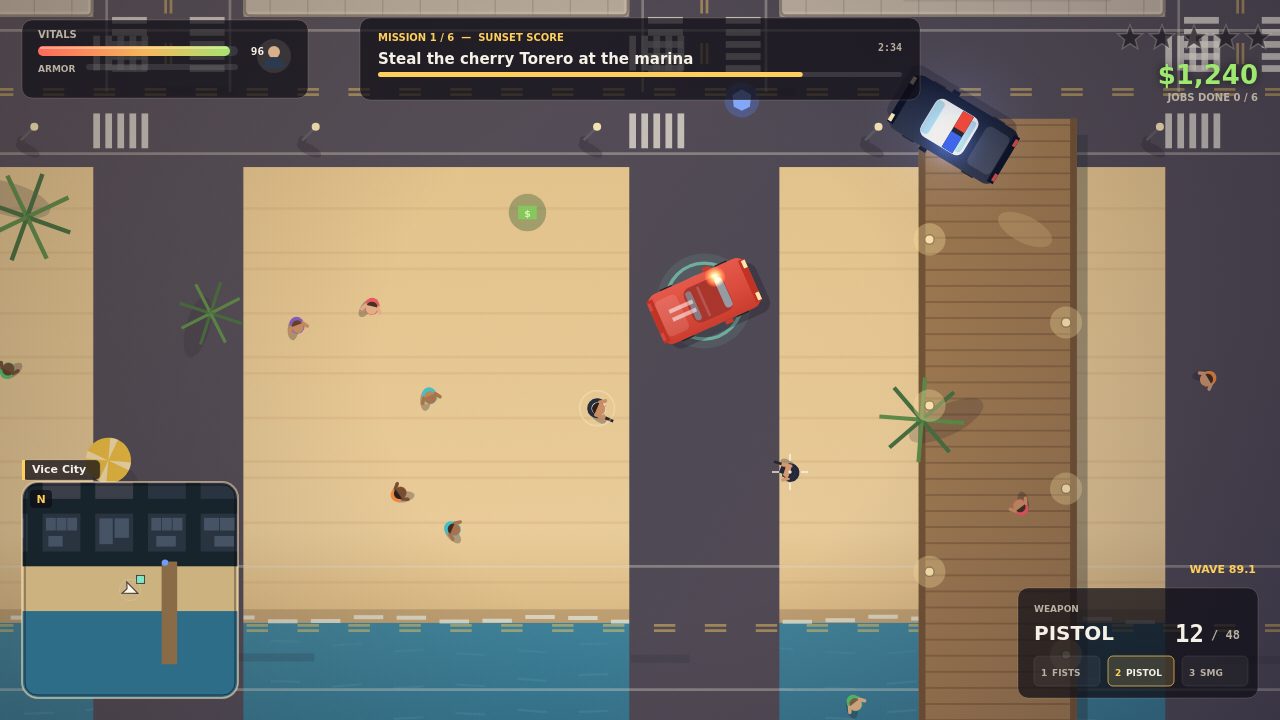 VITALS
96
ARMOR
MISSION 1 / 6 — SUNSET SCORE
Steal the cherry Torero at the marina
2:34
$1,240
JOBS DONE 0 / 6
$
Vice City
N
WAVE 89.1
WEAPON
PISTOL 12 / 48
1 FISTS 2 PISTOL 3 SMG